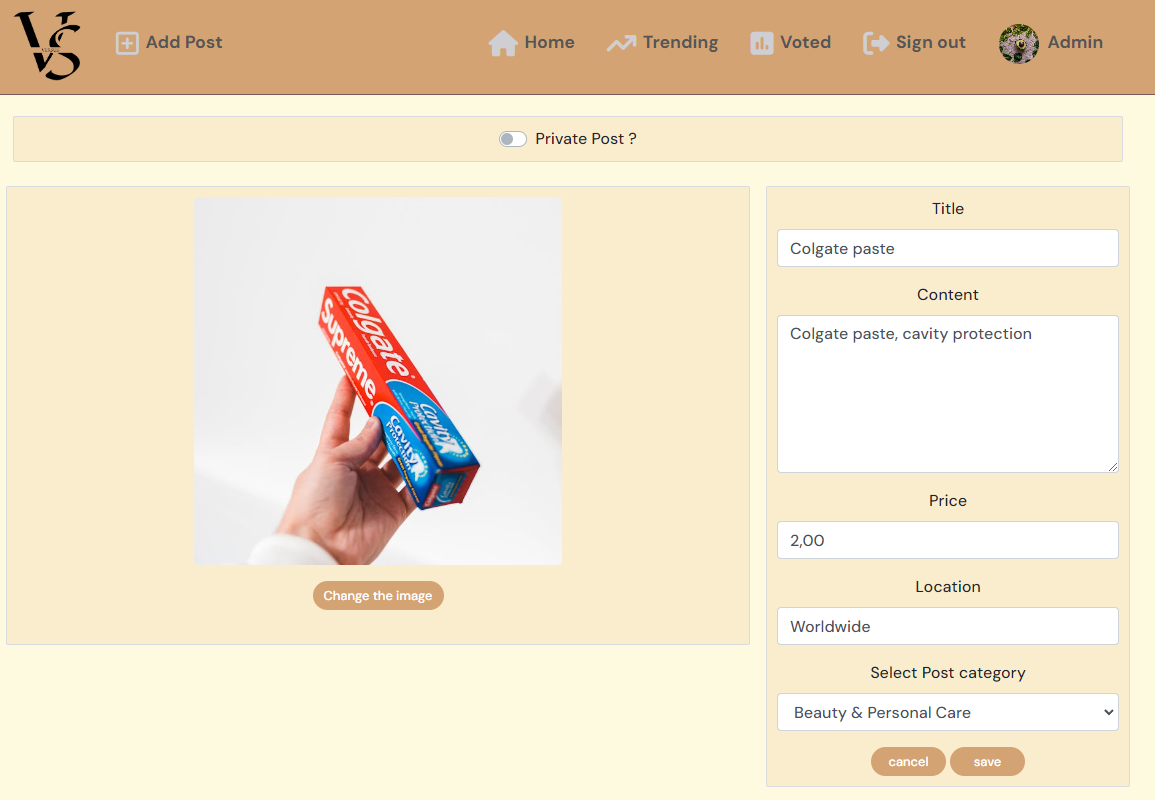 VS
Add Post
Home
Trending
Voted
Sign out
Admin
Private Post ?
Colgate
Supreme.
Cavity
Protection
Cavity
Protection
Change the image
Title
Colgate paste
Content
Colgate paste, cavity protection
Price
2,00
Location
Worldwide
Select Post category
Beauty & Personal Care
cancel
save